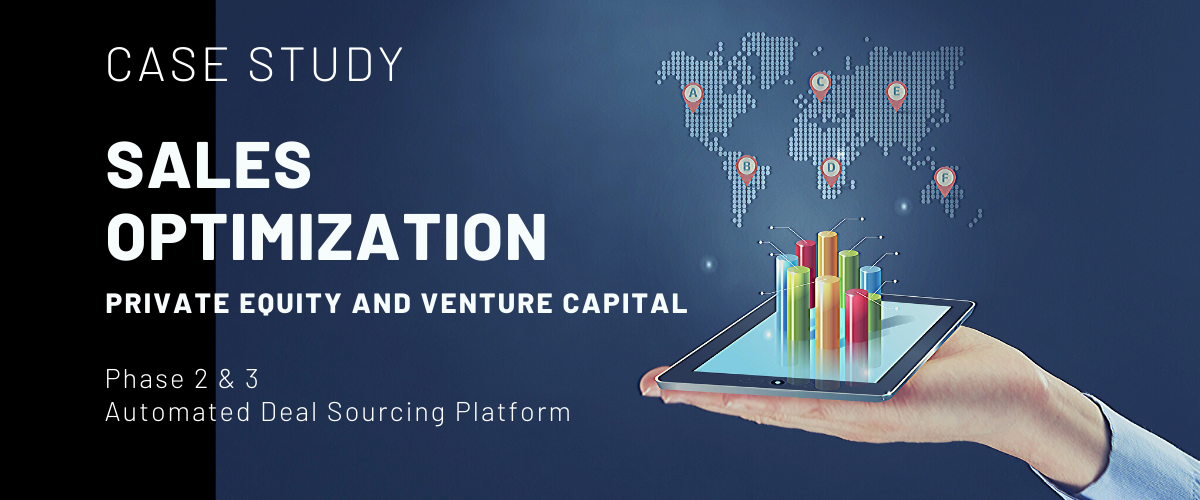 CASE STUDY
SALES
OPTIMIZATION
PRIVATE EQUITY AND VENTURE CAPITAL
Phase 2 & 3
Automated Deal Sourcing Platform
A
C
E
B
D
F